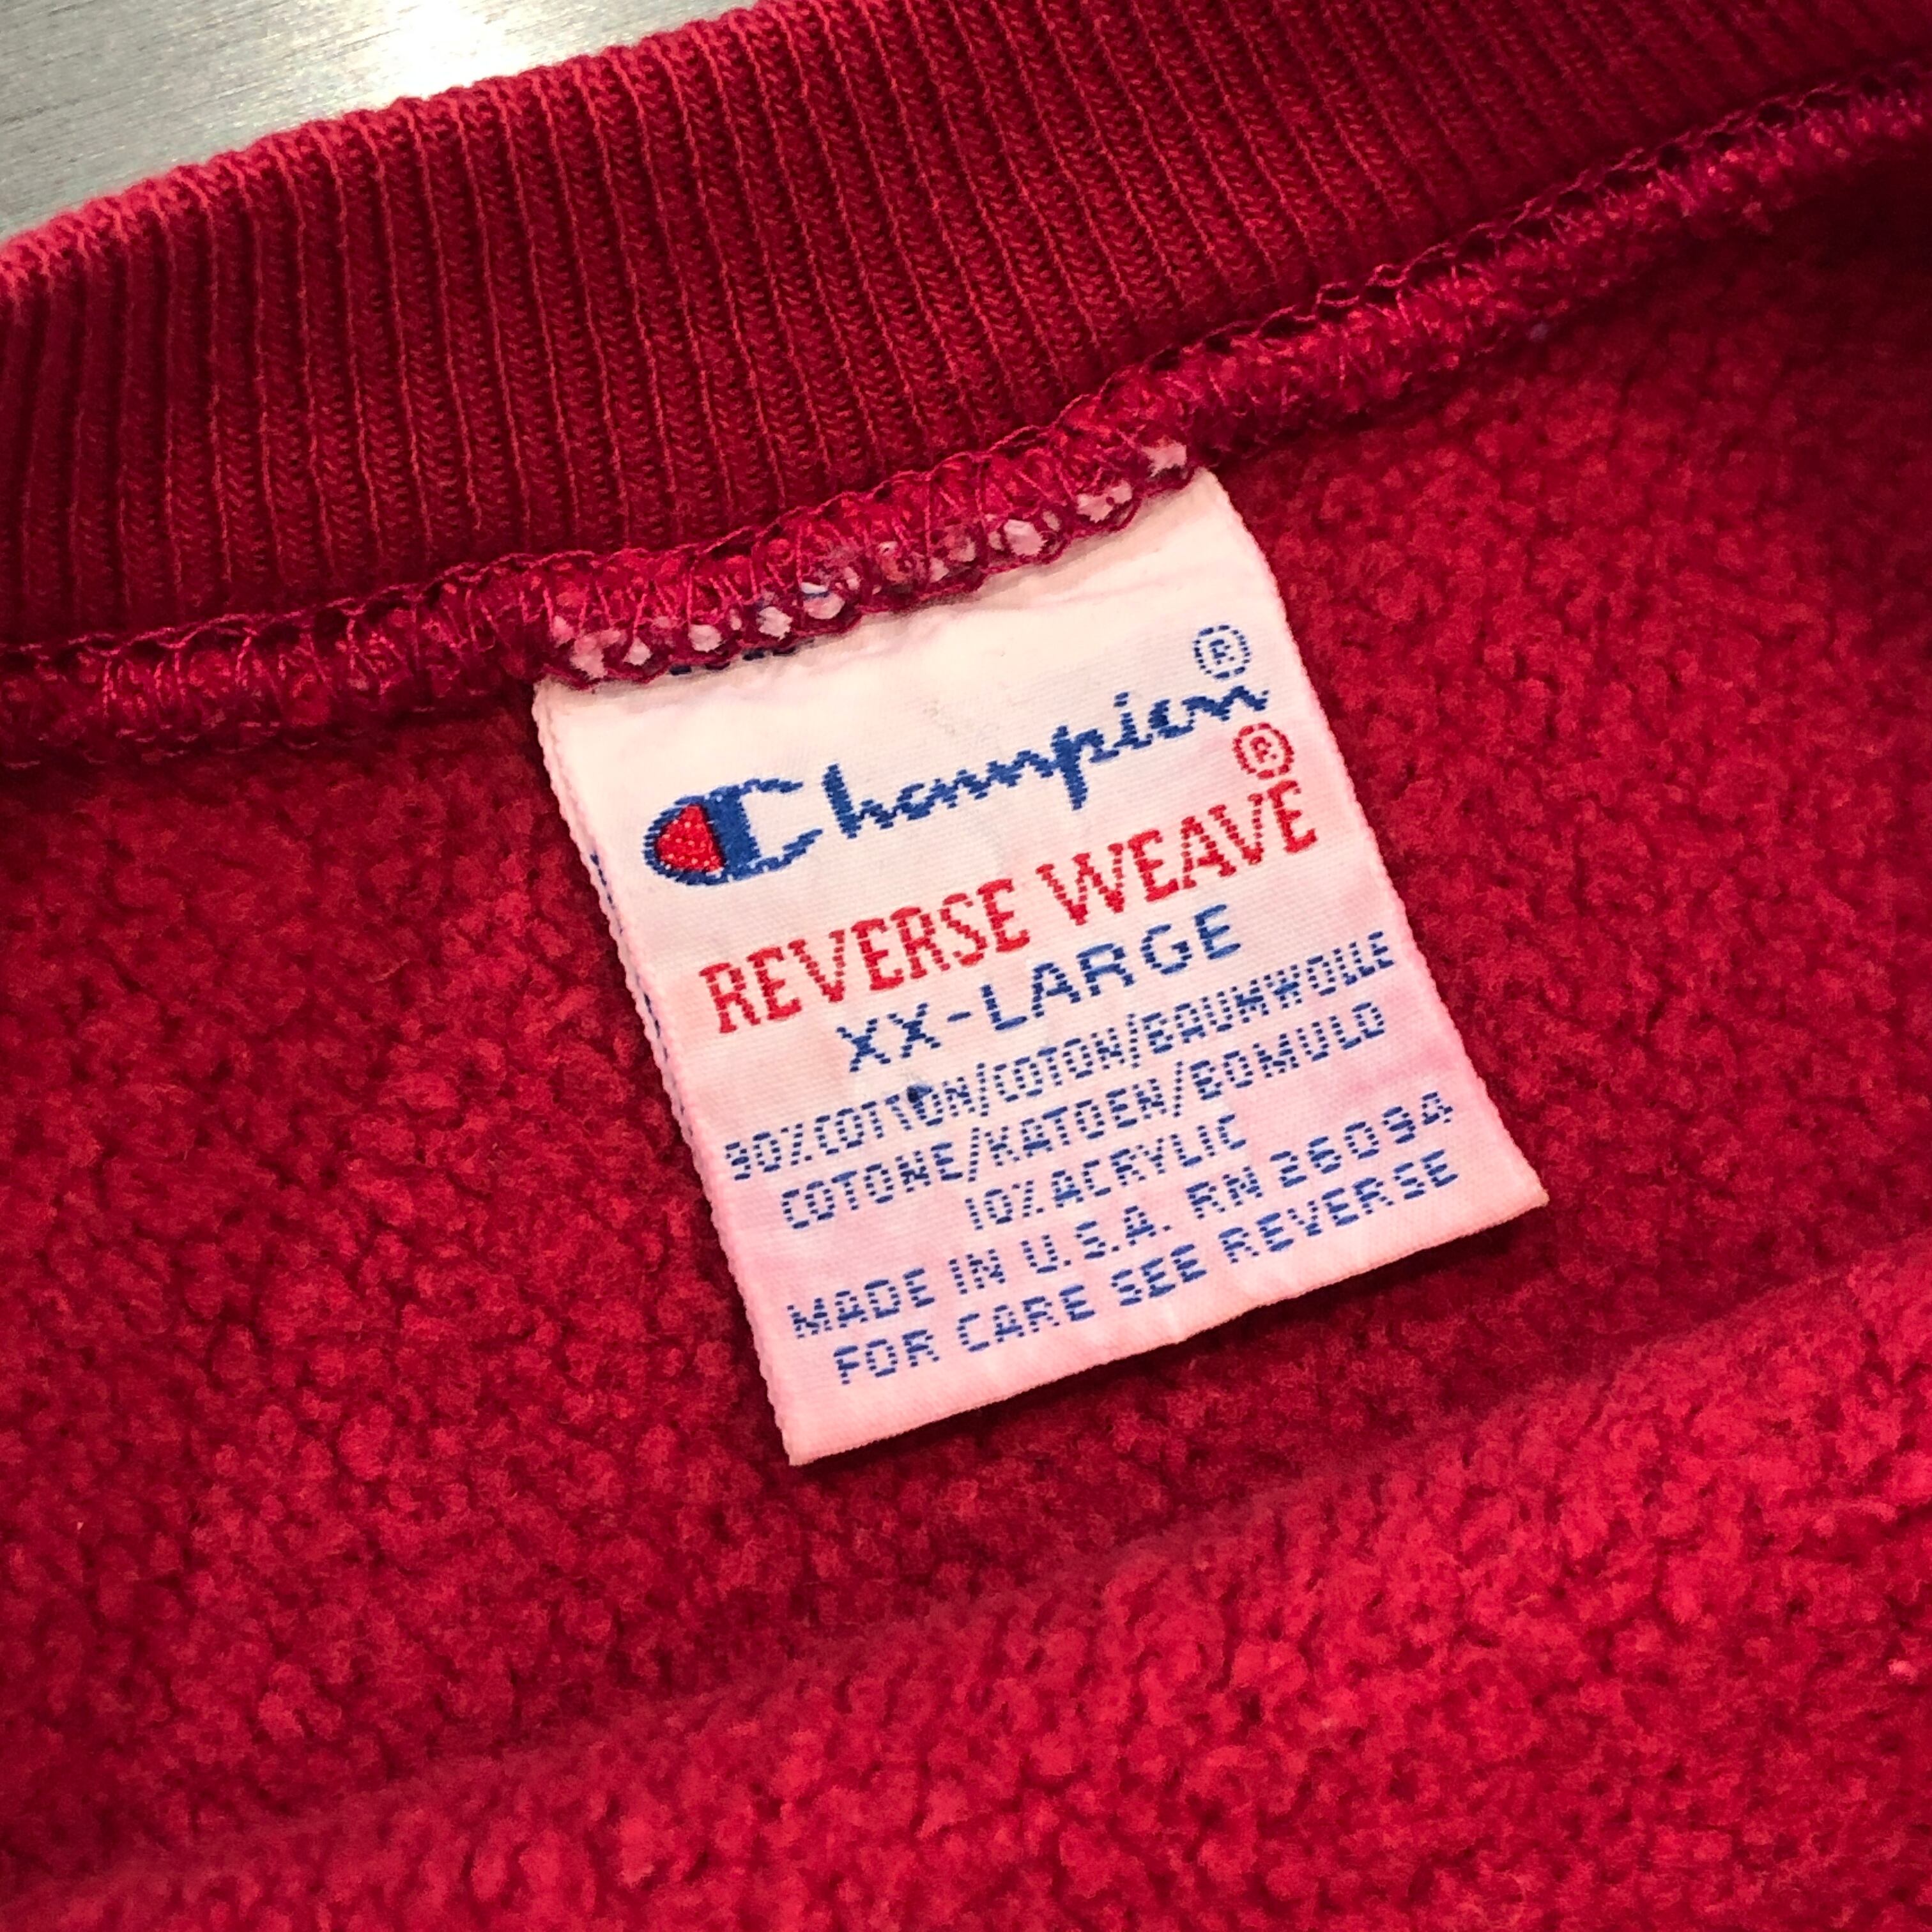 Champion®
REVERSE WEAVE®
XX-LARGE
90%COTTON/COTON/BAUMWOLLE
COTONE/KATOEN/BOMULD
10%ACRYLIC
MADE IN U.S.A. RN 26094
FOR CARE SEE REVERSE